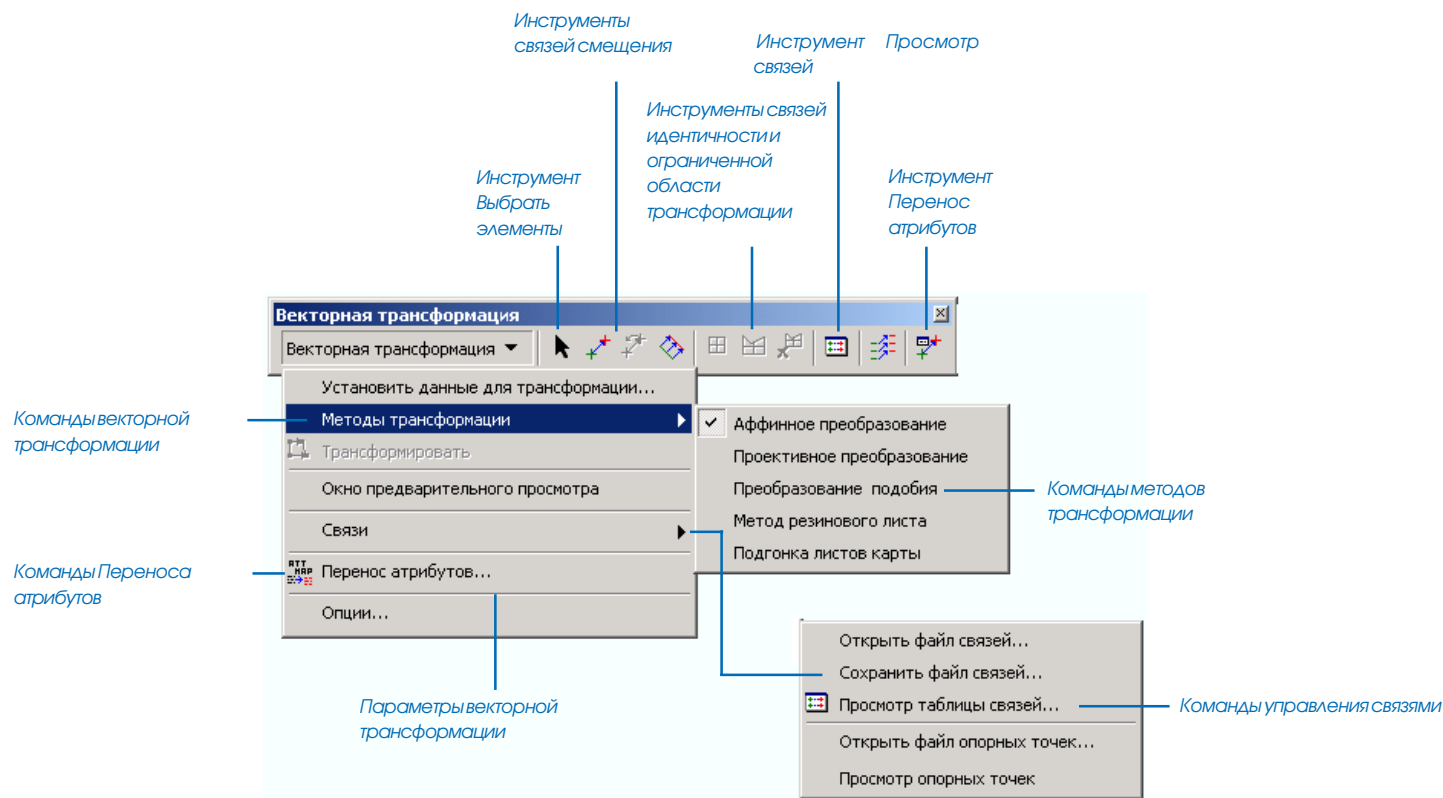 Инструменты
связей смещения
Инструмент Просмотр
связей
Инструменты связей
идентичности и
ограниченной
области
трансформации
Инструмент
Выбрать
элементы
Инструмент
Перенос
атрибутов
Векторная трансформация
Векторная трансформация
Установить данные для трансформации...
Команды векторной
трансформации
Методы трансформации
Трансформировать
Окно предварительного просмотра
Связи
Команды Переноса
атрибутов
ATT
MAP
Перенос атрибутов...
Опции...
Аффинное преобразование
Проективное преобразование
Преобразование подобия
Метод резинового листа
Подгонка листов карты
Команды методов
трансформации
Параметры векторной
трансформации
Открыть файл связей...
Сохранить файл связей...
Просмотр таблицы связей...
Открыть файл опорных точек...
Просмотр опорных точек
Команды управления связями